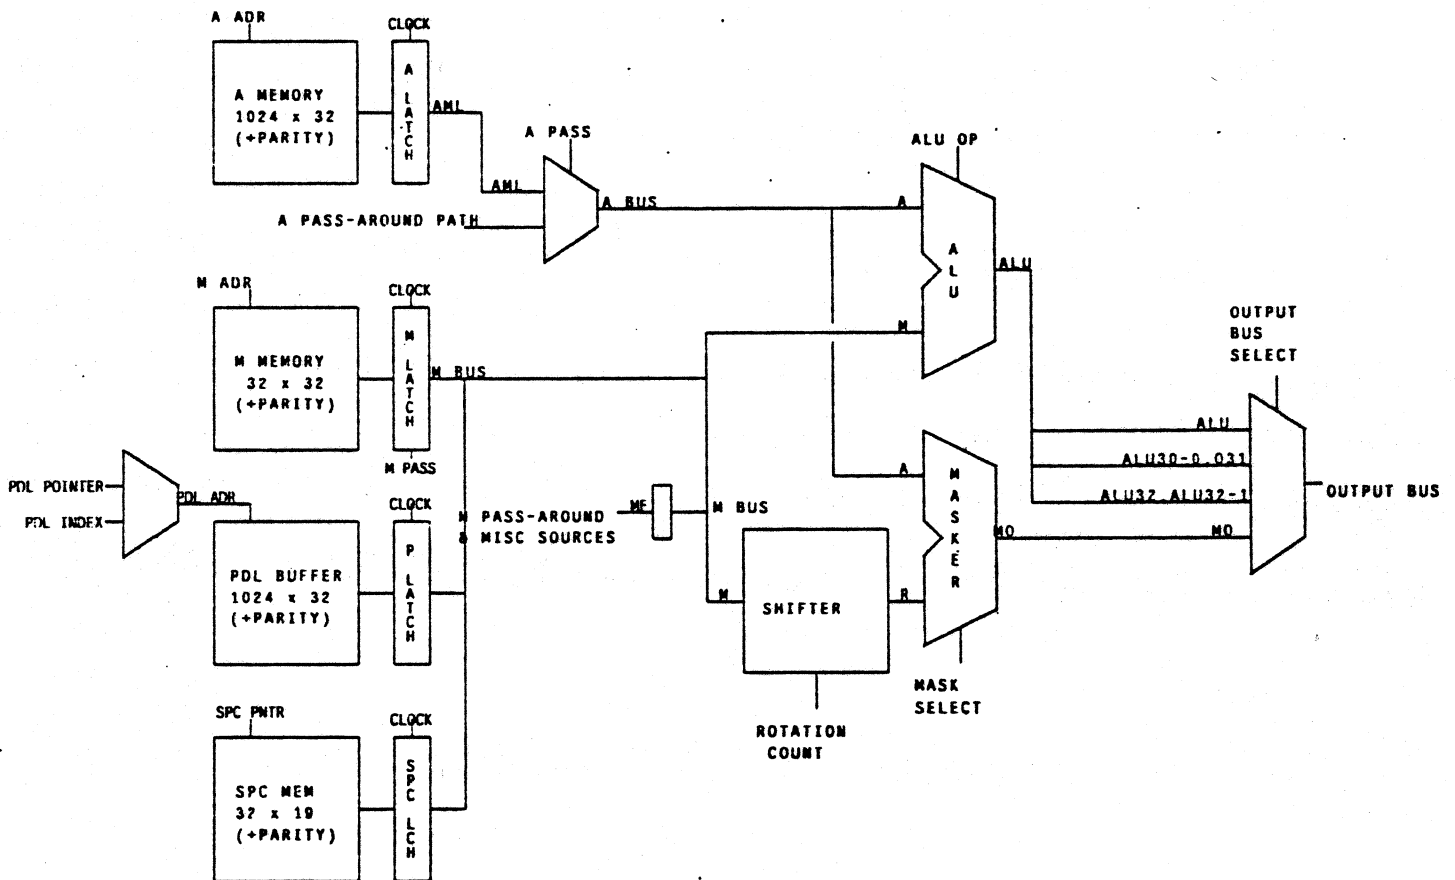 A ADR
CLOCK
A MEMORY
1024 x 32
(+PARITY)
A LATCH
AML
A PASS
AML
A PASS-AROUND PATH
A BUS
ALU OP
A
ALU
ALU
M
M ADR
CLOCK
M MEMORY
32 x 32
(+PARITY)
M LATCH
M BUS
M PASS
OUTPUT
BUS
SELECT
ALU
ALU30-0,Q31
ALU32,ALU32-1
MO
OUTPUT BUS
PDL POINTER
PDL INDEX
PDL ADR
CLOCK
PDL BUFFER
1024 x 32
(+PARITY)
P LATCH
M PASS-AROUND
& MISC SOURCES
MF
M BUS
A
MASKER
MO
M
SHIFTER
R
MASK
SELECT
ROTATION
COUNT
SPC PNTR
CLOCK
SPC MEM
32 x 19
(+PARITY)
SPC LCH